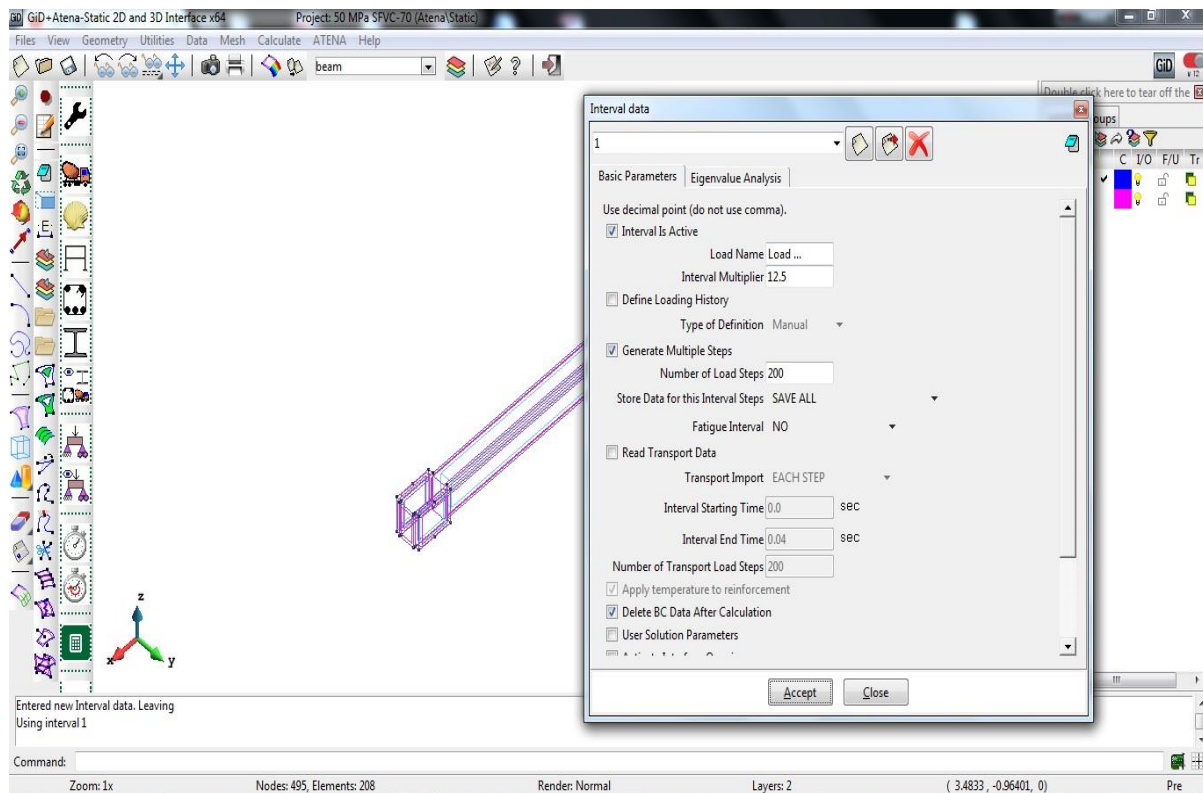 GiD+Atena-Static 2D and 3D Interface x64 Project: 50 MPa SFVC-70 (Atena\Static)
Files View Geometry Utilities Data Mesh Calculate ATENA Help
beam
GiD
v 12
Double click here to tear off the
Interval data
1
C I/O F/U Tr
Basic Parameters Eigenvalue Analysis
Use decimal point (do not use comma).
Interval Is Active
Load Name Load ...
Interval Multiplier 12.5
Define Loading History
Type of Definition Manual
Generate Multiple Steps
Number of Load Steps 200
Store Data for this Interval Steps SAVE ALL
Fatigue Interval NO
Read Transport Data
Transport Import EACH STEP
Interval Starting Time 0.0 sec
Interval End Time 0.04 sec
Number of Transport Load Steps 200
Apply temperature to reinforcement
Delete BC Data After Calculation
User Solution Parameters
Accept Close
z
x y
Entered new Interval data. Leaving
Using interval 1
Command:
Zoom: 1x Nodes: 495, Elements: 208 Render: Normal Layers: 2 ( 3.4833 , -0.96401, 0) Pre